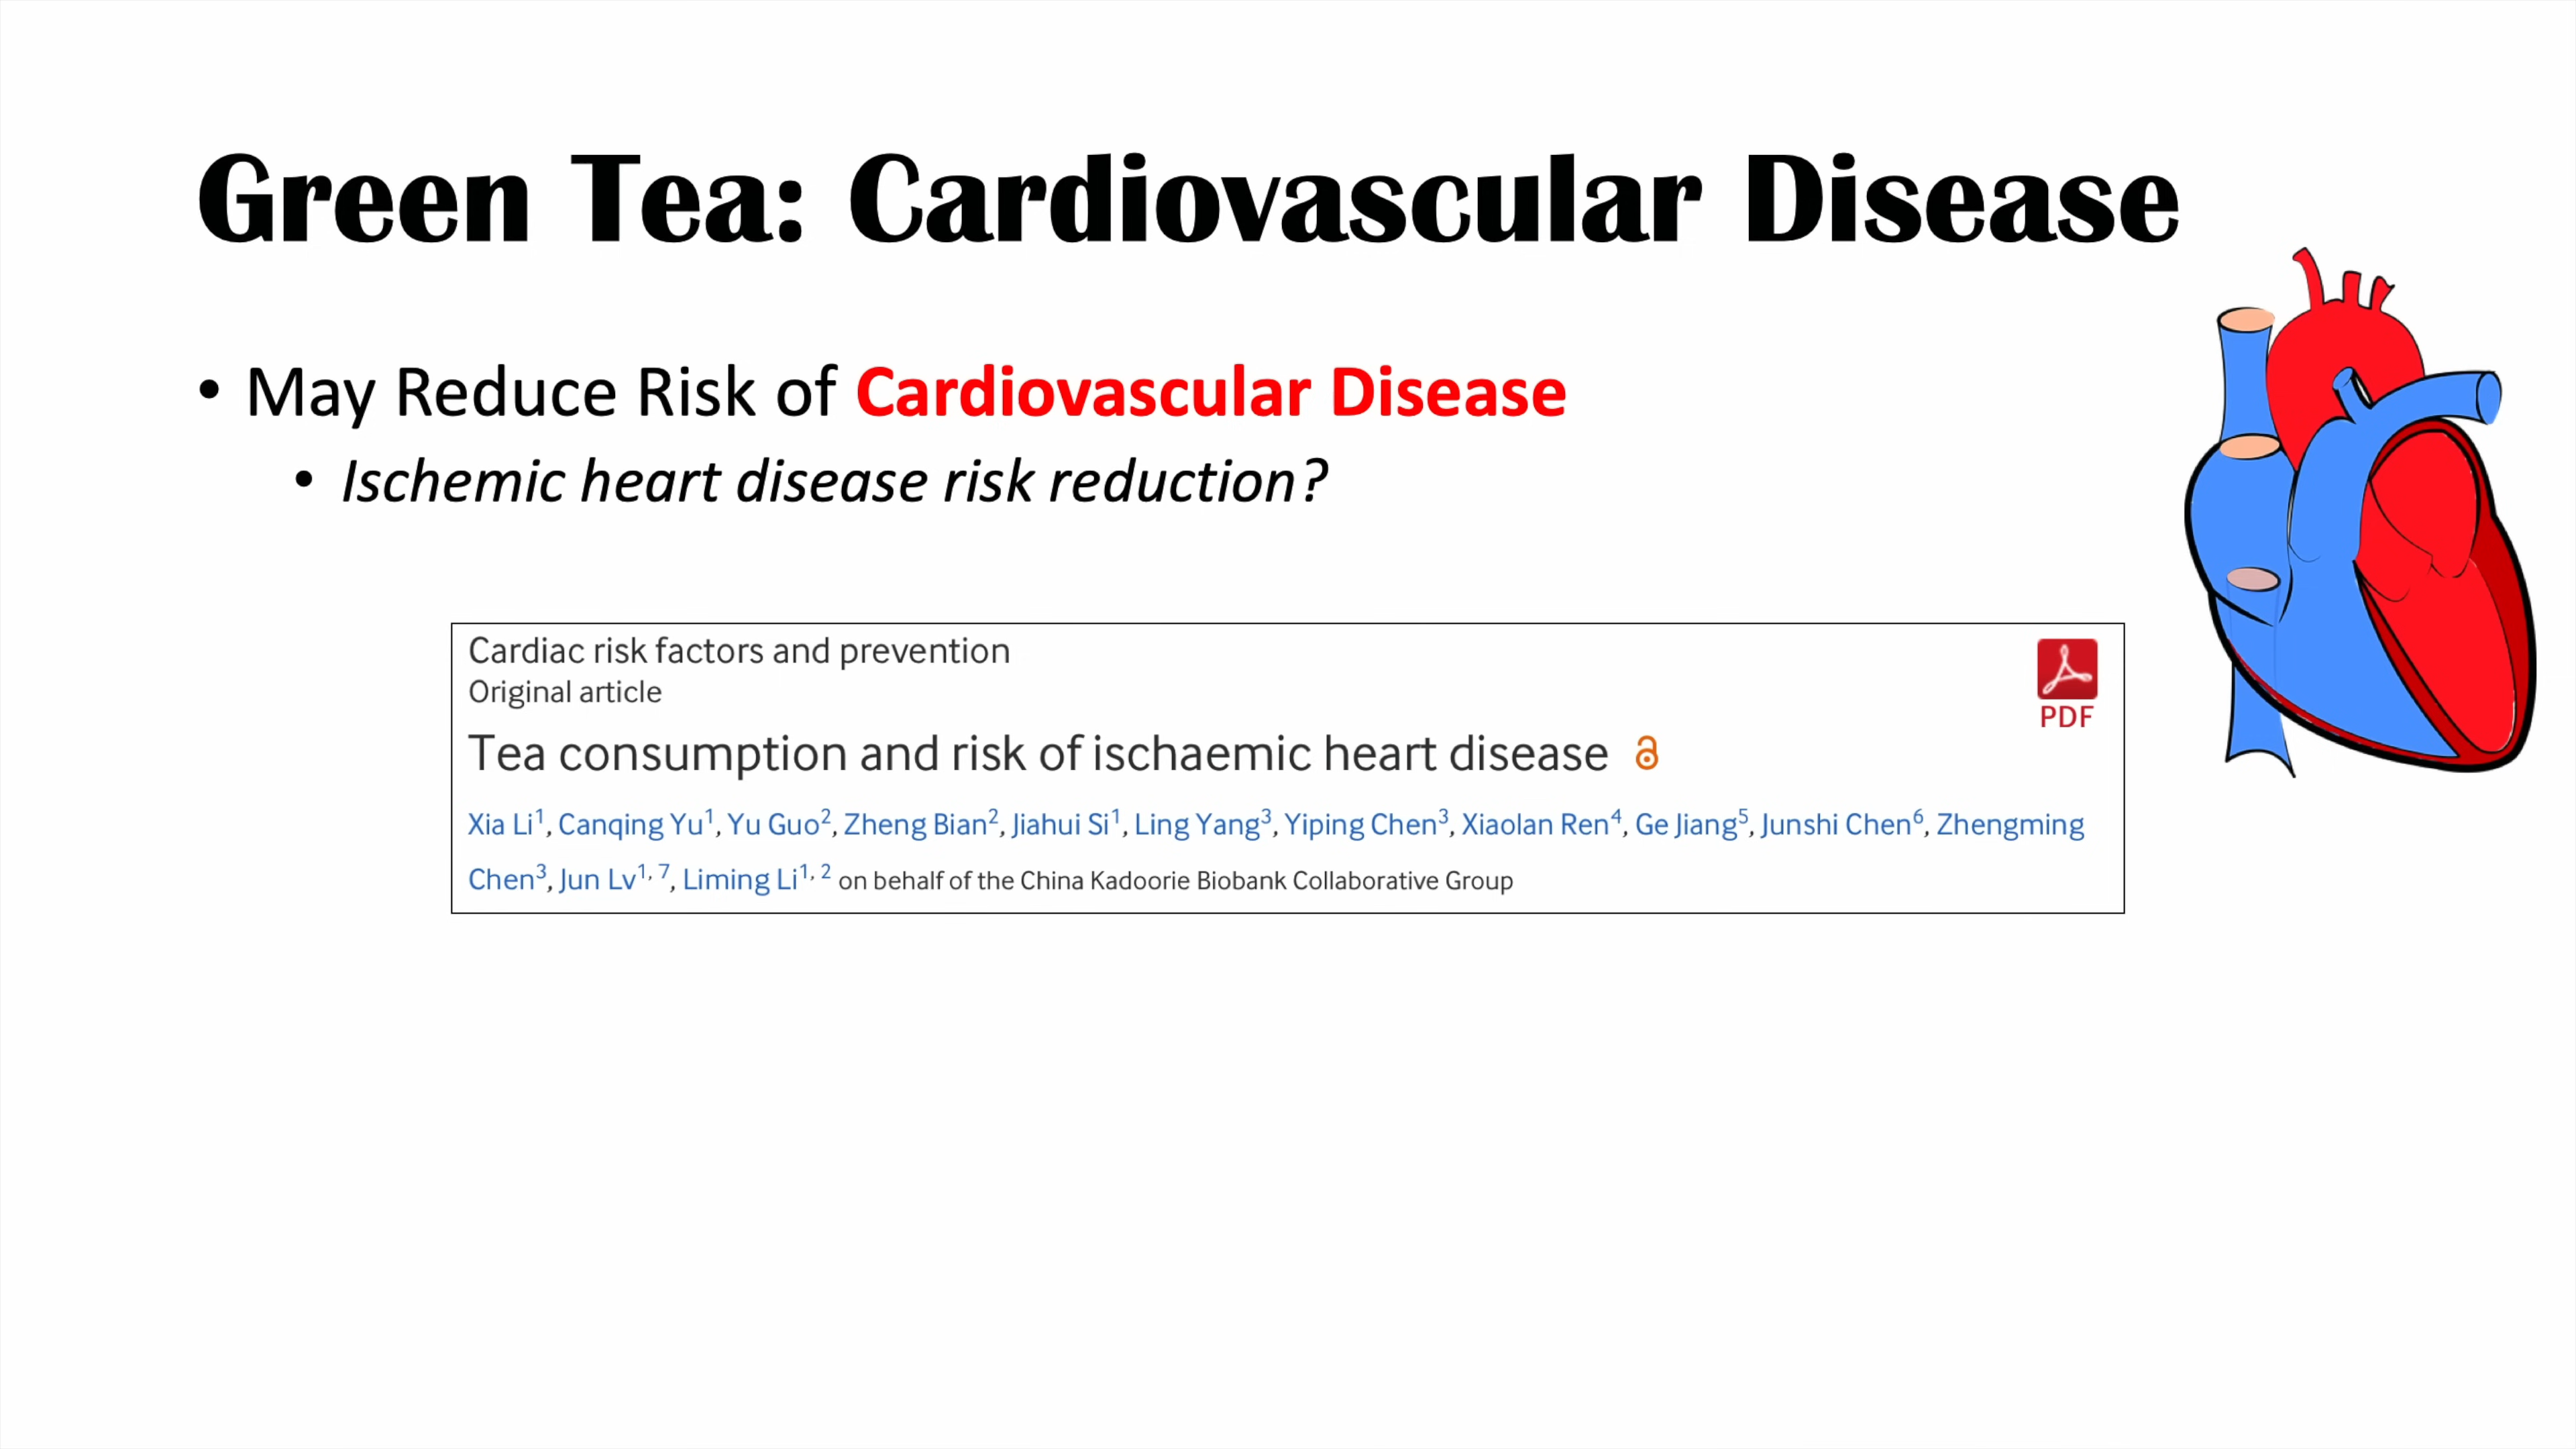 Green Tea: Cardiovascular Disease
• May Reduce Risk of Cardiovascular Disease
• Ischemic heart disease risk reduction?
Cardiac risk factors and prevention
Original article
PDF
Tea consumption and risk of ischaemic heart disease
Xia Li1, Canqing Yu1, Yu Guo2, Zheng Bian2, Jiahui Si1, Ling Yang3, Yiping Chen3, Xiaolan Ren4, Ge Jiang5, Junshi Chen6, Zhengming
Chen3, Jun Lv1, 7, Liming Li1, 2 on behalf of the China Kadoorie Biobank Collaborative Group